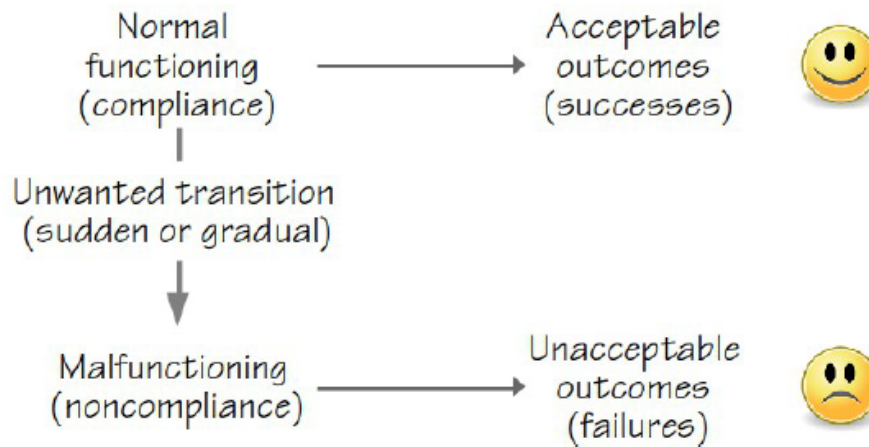 Normal
functioning
(compliance)
Acceptable
outcomes
(successes)
Unwanted transition
(sudden or gradual)
Malfunctioning
(noncompliance)
Unacceptable
outcomes
(failures)